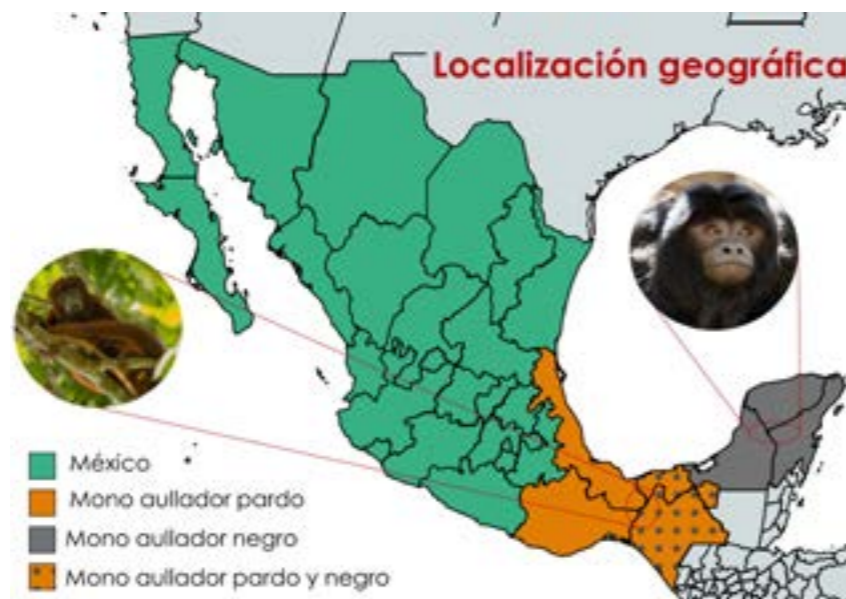 Localización geográfica
México
Mono aullador pardo
Mono aullador negro
Mono aullador pardo y negro